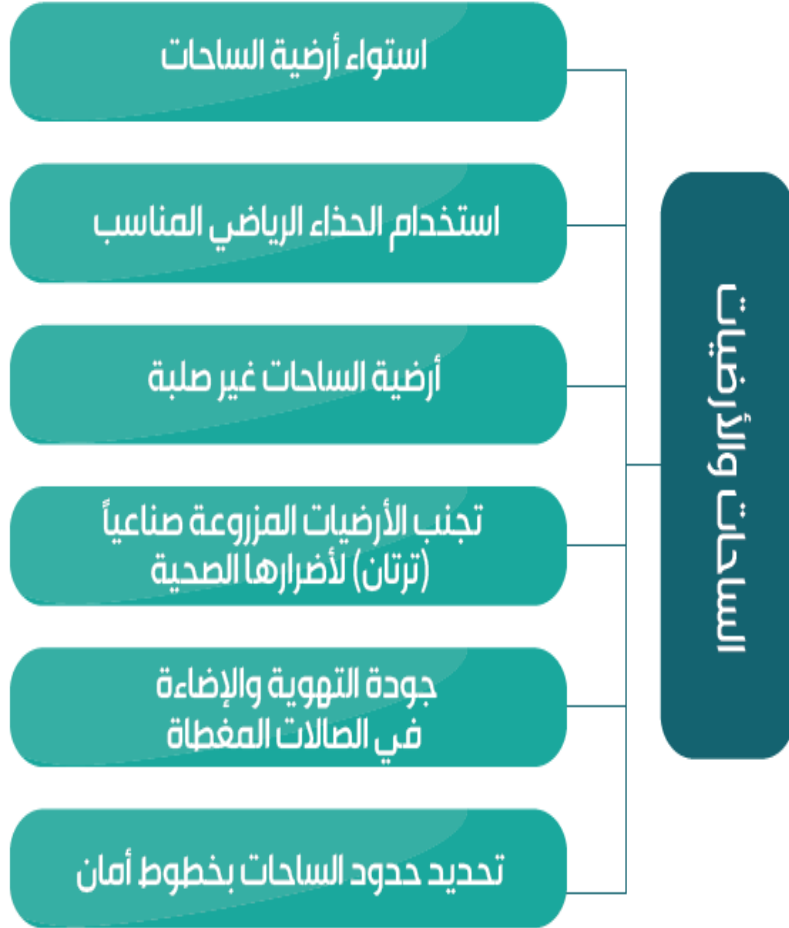 الساحات والأرضيات
استواء أرضية الساحات
استخدام الحذاء الرياضي المناسب
أرضية الساحات غير صلبة
تجنب الأرضيات المزروعة صناعياً
(ترتان) لأضرارها الصحية
جودة التهوية والإضاءة
في الصالات المغطاة
تحديد حدود الساحات بخطوط أمان